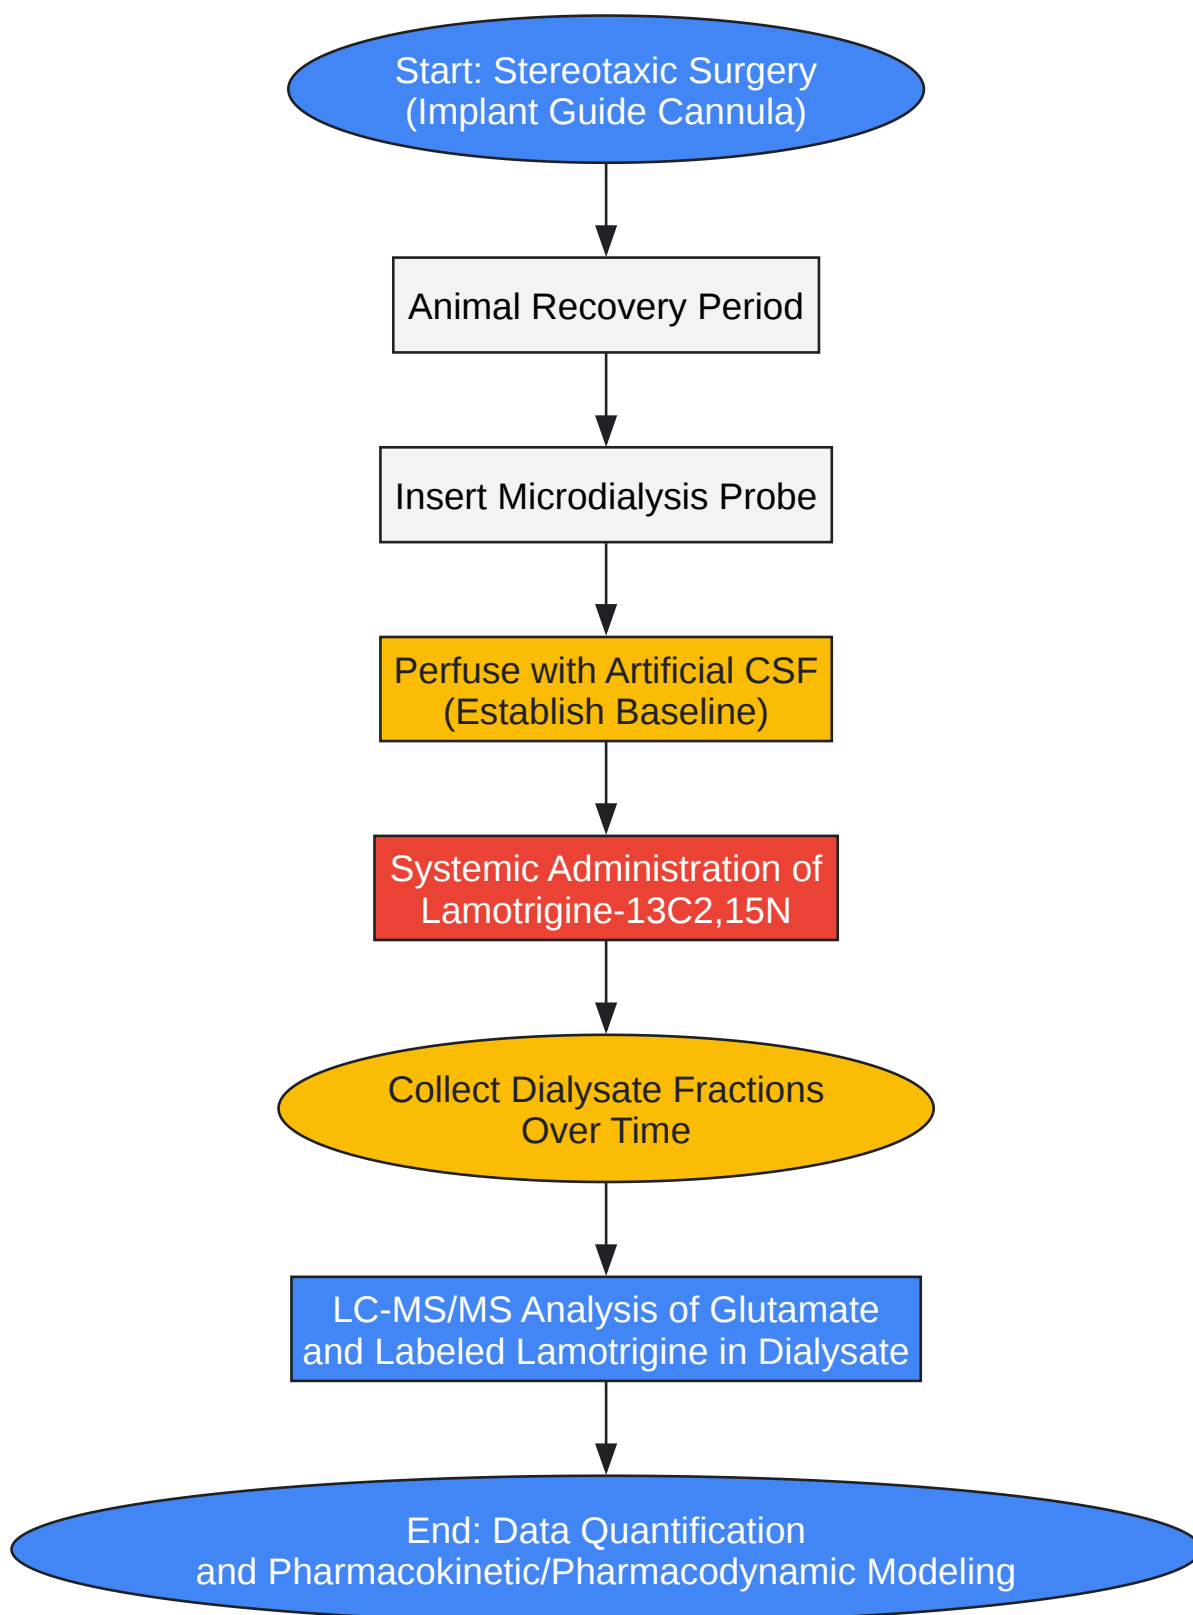 Start: Stereotaxic Surgery
(Implant Guide Cannula)
Animal Recovery Period
Insert Microdialysis Probe
Perfuse with Artificial CSF
(Establish Baseline)
Systemic Administration of
Lamotrigine-13C2,15N
Collect Dialysate Fractions
Over Time
LC-MS/MS Analysis of Glutamate
and Labeled Lamotrigine in Dialysate
End: Data Quantification
and Pharmacokinetic/Pharmacodynamic Modeling